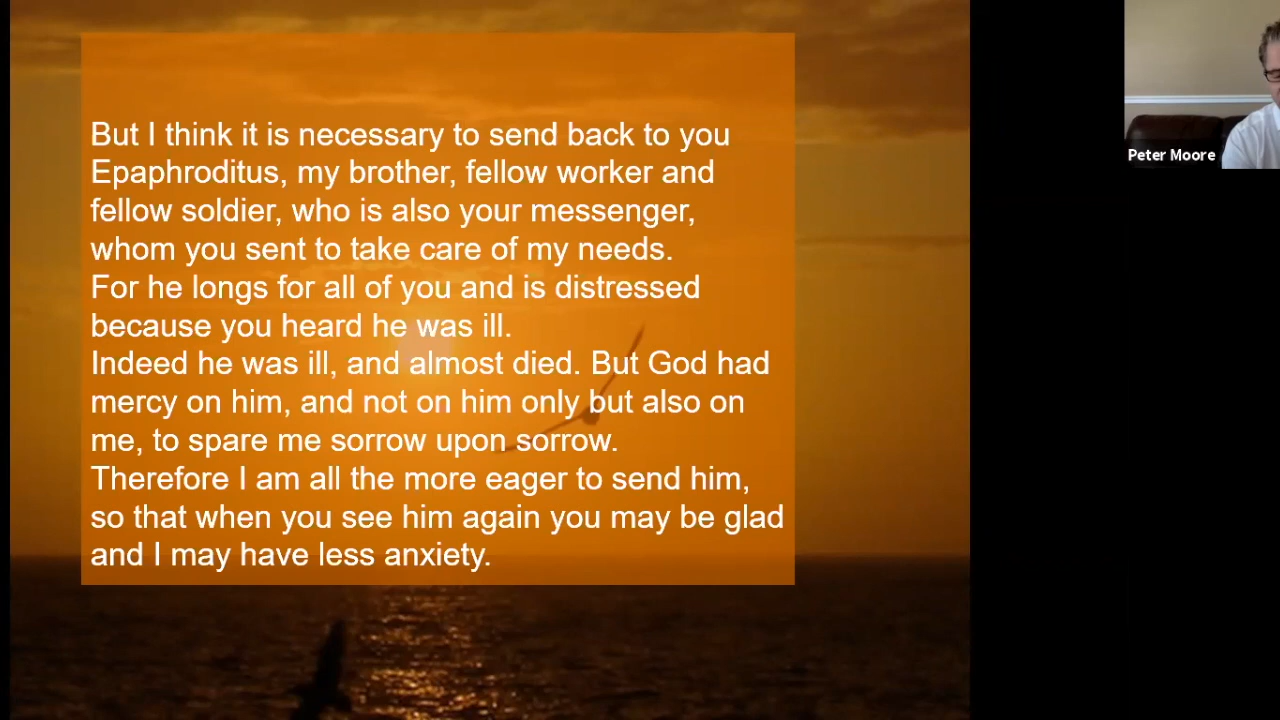 But I think it is necessary to send back to you
Epaphroditus, my brother, fellow worker and
fellow soldier, who is also your messenger,
whom you sent to take care of my needs.
For he longs for all of you and is distressed
because you heard he was ill.
Indeed he was ill, and almost died. But God had
mercy on him, and not on him only but also on
me, to spare me sorrow upon sorrow.
Therefore I am all the more eager to send him,
so that when you see him again you may be glad
and I may have less anxiety.
Peter Moore